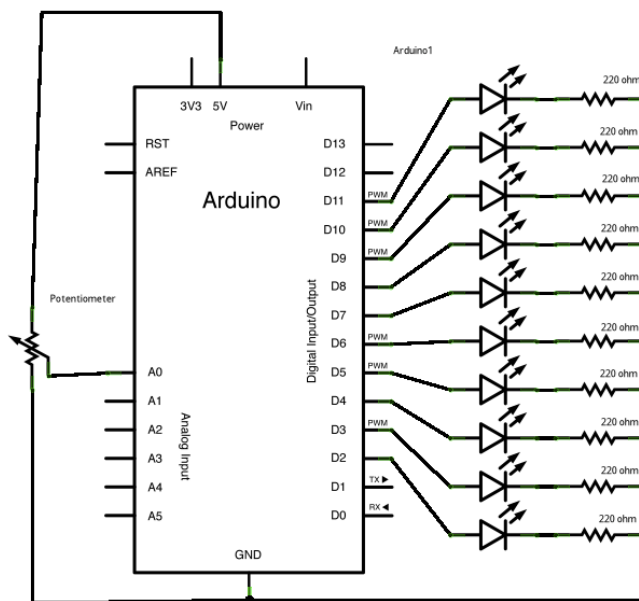 Arduino1
3V3
5V
Vin
Power
RST
AREF
Arduino
D13
D12
D11
PWM
D10
PWM
D9
PWM
D8
D7
D6
PWM
D5
PWM
D4
D3
PWM
D2
D1
TX
D0
RX
Digital Input/Output
Potentiometer
A0
A1
A2
A3
A4
A5
Analog Input
GND
220 ohm
220 ohm
220 ohm
220 ohm
220 ohm
220 ohm
220 ohm
220 ohm
220 ohm
220 ohm